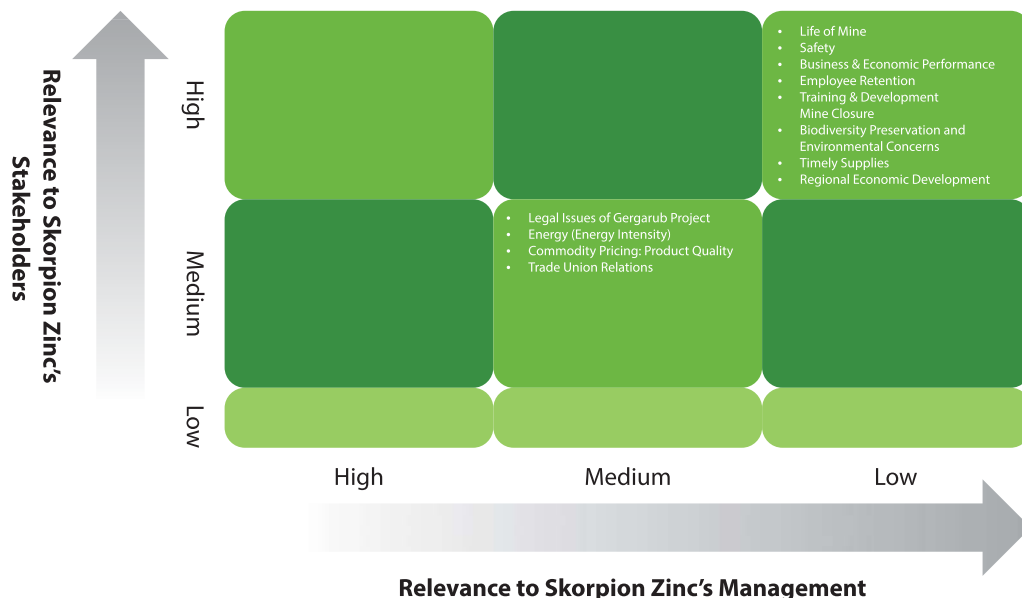 Relevance to Skorpion Zinc’s
Stakeholders
High
• Life of Mine
• Safety
• Business & Economic Performance
• Employee Retention
• Training & Development
Mine Closure
• Biodiversity Preservation and
Environmental Concerns
• Timely Supplies
• Regional Economic Development
Medium
• Legal Issues of Gergarub Project
• Energy (Energy Intensity)
• Commodity Pricing: Product Quality
• Trade Union Relations
Low
High
Medium
Low
Relevance to Skorpion Zinc’s Management